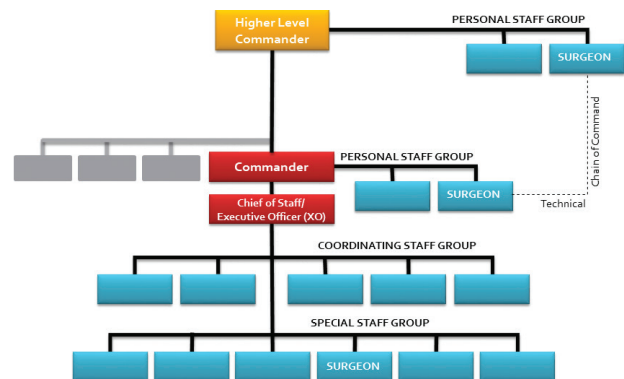 Higher Level
Commander
PERSONAL STAFF GROUP
SURGEON
Chain of Command
Commander
PERSONAL STAFF GROUP
SURGEON
Technical
Chief of Staff/
Executive Officer (XO)
COORDINATING STAFF GROUP
SPECIAL STAFF GROUP
SURGEON